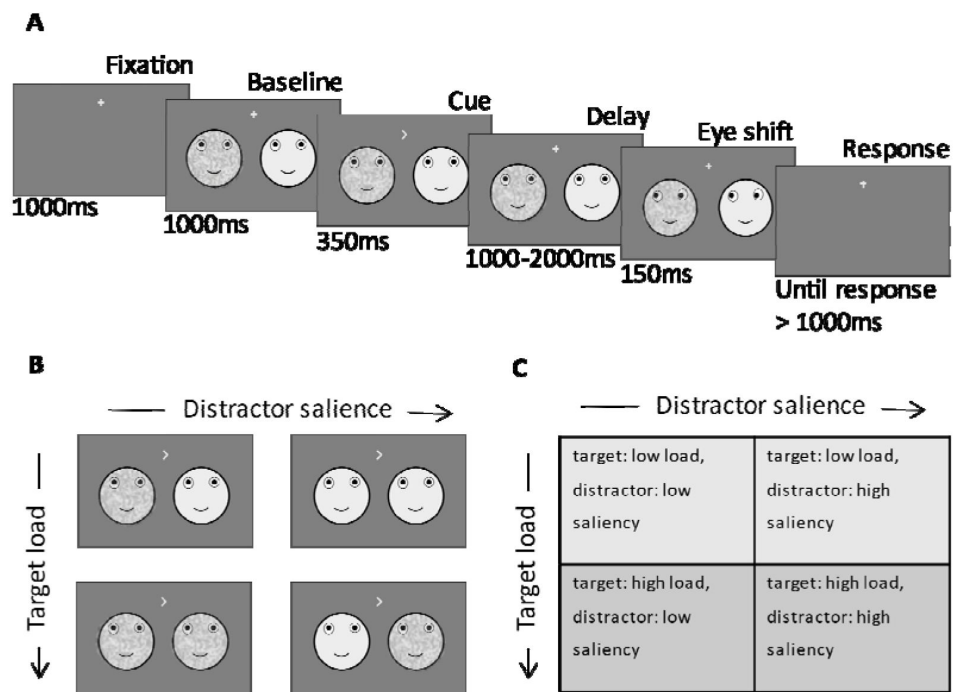 A
Fixation
1000ms
Baseline
1000ms
Cue
350ms
Delay
1000-2000ms
Eye shift
150ms
Response
Until response
> 1000ms
B
Distractor salience
Target load
C
Distractor salience
Target load
target: low load,
distractor: low
saliency
target: low load,
distractor: high
saliency
target: high load,
distractor: low
saliency
target: high load,
distractor: high
saliency